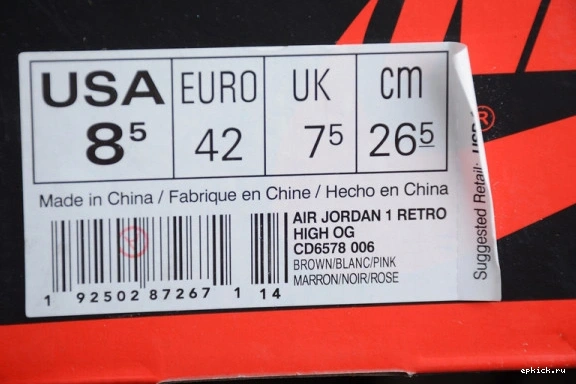 USA EURO UK cm
8⁵ 42 7⁵ 26⁵
Made in China / Fabrique en Chine / Hecho en China
AIR JORDAN 1 RETRO
HIGH OG
CD6578 006
BROWN/BLANC/PINK
MARRON/NOIR/ROSE
1 92502 87267 1 14
Suggested Retail:
®
epkick.ru